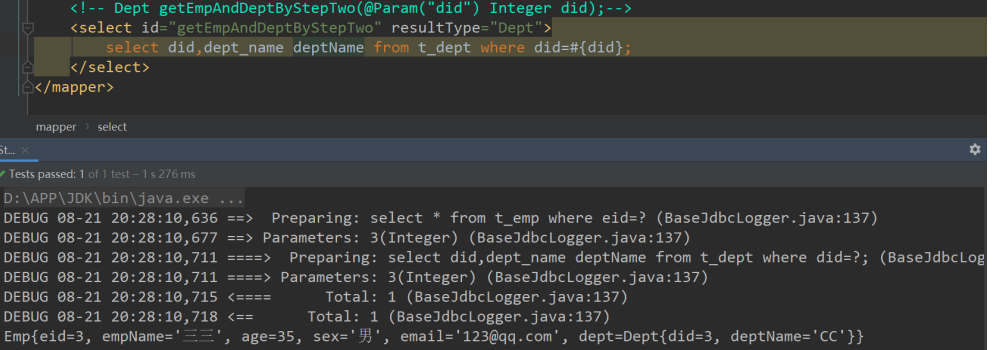 <!-- Dept getEmpAndDeptByStepTwo(@Param("did") Integer did);-->
<select id="getEmpAndDeptByStepTwo" resultType="Dept">
select did,dept_name deptName from t_dept where did=#{did};
</select>
</mapper>
mapper › select
St... ×
Tests passed: 1 of 1 test – 1 s 276 ms
D:\APP\JDK\bin\java.exe ...
DEBUG 08-21 20:28:10,636 ==>  Preparing: select * from t_emp where eid=? (BaseJdbcLogger.java:137)
DEBUG 08-21 20:28:10,677 ==> Parameters: 3(Integer) (BaseJdbcLogger.java:137)
DEBUG 08-21 20:28:10,711 ====>  Preparing: select did,dept_name deptName from t_dept where did=?; (BaseJdbcLog
DEBUG 08-21 20:28:10,711 ====> Parameters: 3(Integer) (BaseJdbcLogger.java:137)
DEBUG 08-21 20:28:10,715 <====      Total: 1 (BaseJdbcLogger.java:137)
DEBUG 08-21 20:28:10,718 <==      Total: 1 (BaseJdbcLogger.java:137)
Emp{eid=3, empName='三三', age=35, sex='男', email='123@qq.com', dept=Dept{did=3, deptName='CC'}}